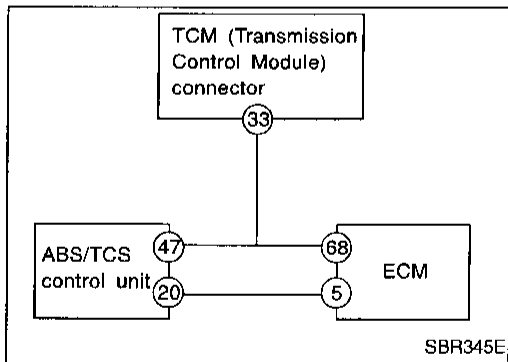 TCM (Transmission
Control Module)
connector
33
47
68
ABS/TCS
control unit
ECM
20
5
SBR345E